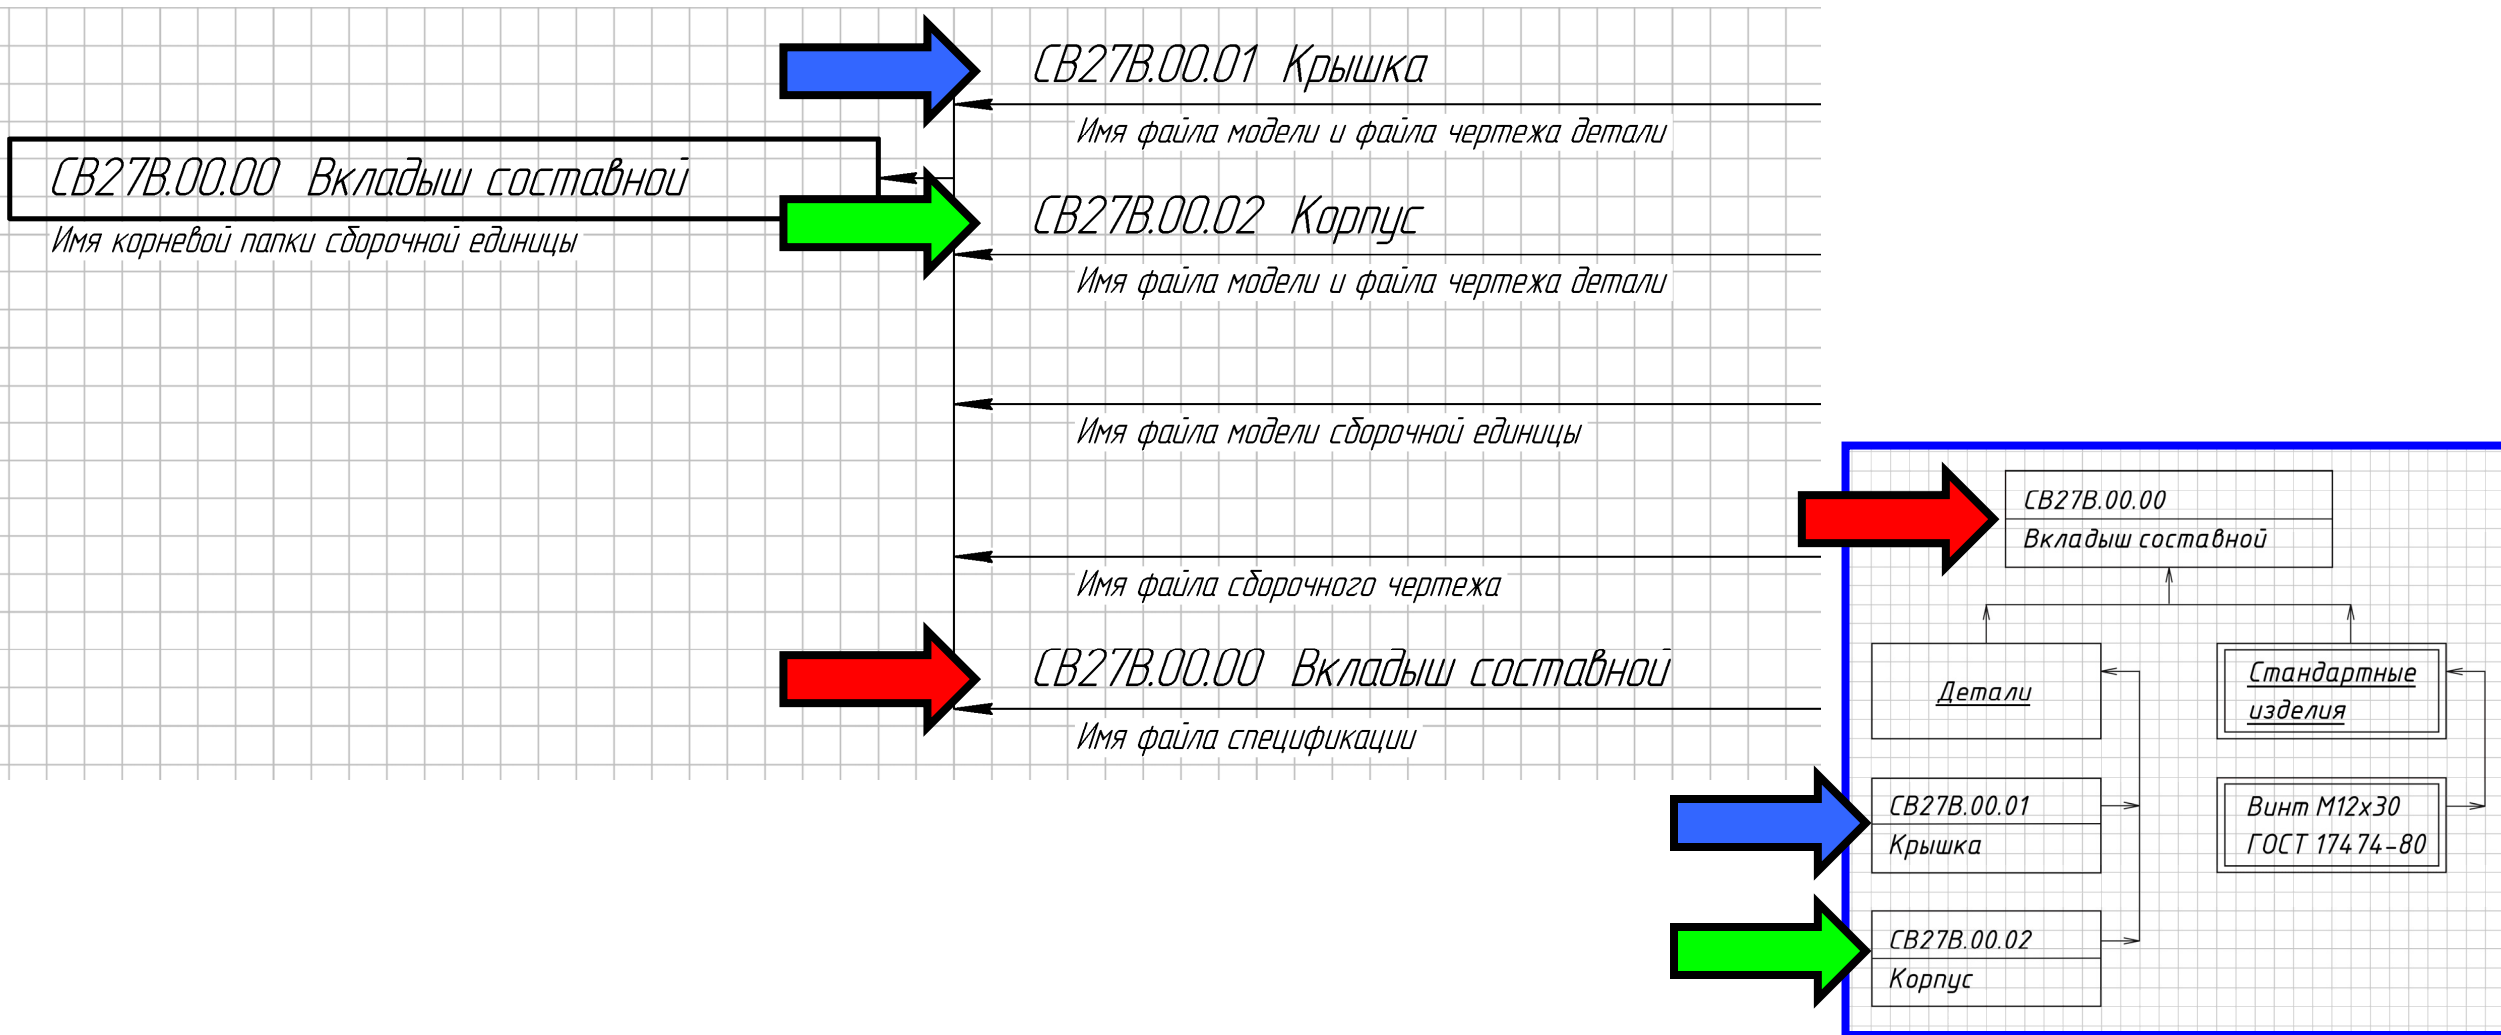 СВ27В.00.01 Крышка
Имя файла модели и файла чертежа детали
СВ27В.00.00 Вкладыш составной
Имя корневой папки сборочной единицы
СВ27В.00.02 Корпус
Имя файла модели и файла чертежа детали
Имя файла модели сборочной единицы
Имя файла сборочного чертежа
СВ27В.00.00 Вкладыш составной
Имя файла спецификации
СВ27В.00.00
Вкладыш составной
Детали
Стандартные
изделия
СВ27В.00.01
Крышка
Винт М12х30
ГОСТ 17474-80
СВ27В.00.02
Корпус